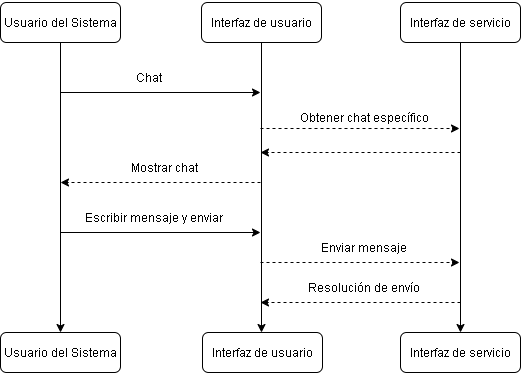 Usuario del Sistema
Interfaz de usuario
Interfaz de servicio
Chat
Obtener chat específico
Mostrar chat
Escribir mensaje y enviar
Enviar mensaje
Resolución de envío
Usuario del Sistema
Interfaz de usuario
Interfaz de servicio